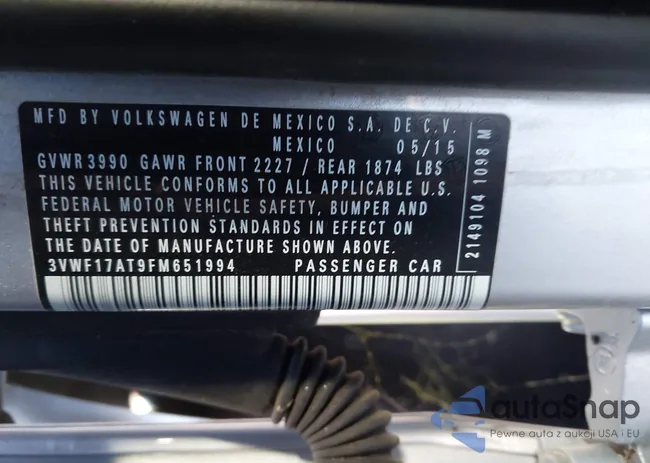 MFD BY VOLKSWAGEN DE MEXICO S.A. DE C.V.
MEXICO 05/15
GVWR 3990 GAWR FRONT 2227 / REAR 1874 LBS
THIS VEHICLE CONFORMS TO ALL APPLICABLE U.S.
FEDERAL MOTOR VEHICLE SAFETY, BUMPER AND
THEFT PREVENTION STANDARDS IN EFFECT ON
THE DATE OF MANUFACTURE SHOWN ABOVE.
3VWF17AT9FM651994 PASSENGER CAR
2149104 1098 M
autoSnap
Pewne auta z aukcji USA i EU